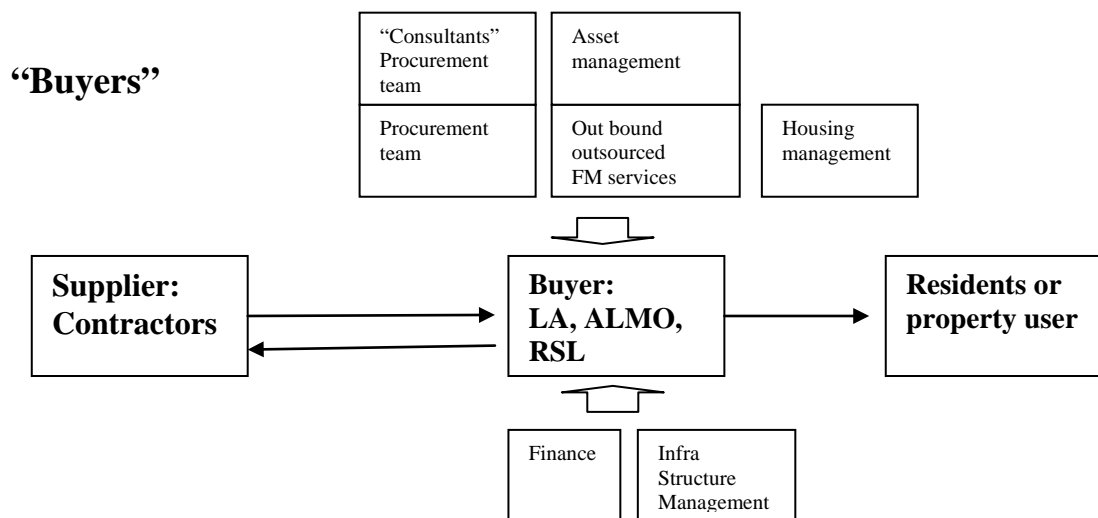 “Buyers”
“Consultants”
Procurement
team
Asset
management
Procurement
team
Out bound
outsourced
FM services
Housing
management
Supplier:
Contractors
Buyer:
LA, ALMO,
RSL
Residents or
property user
Finance
Infra
Structure
Management